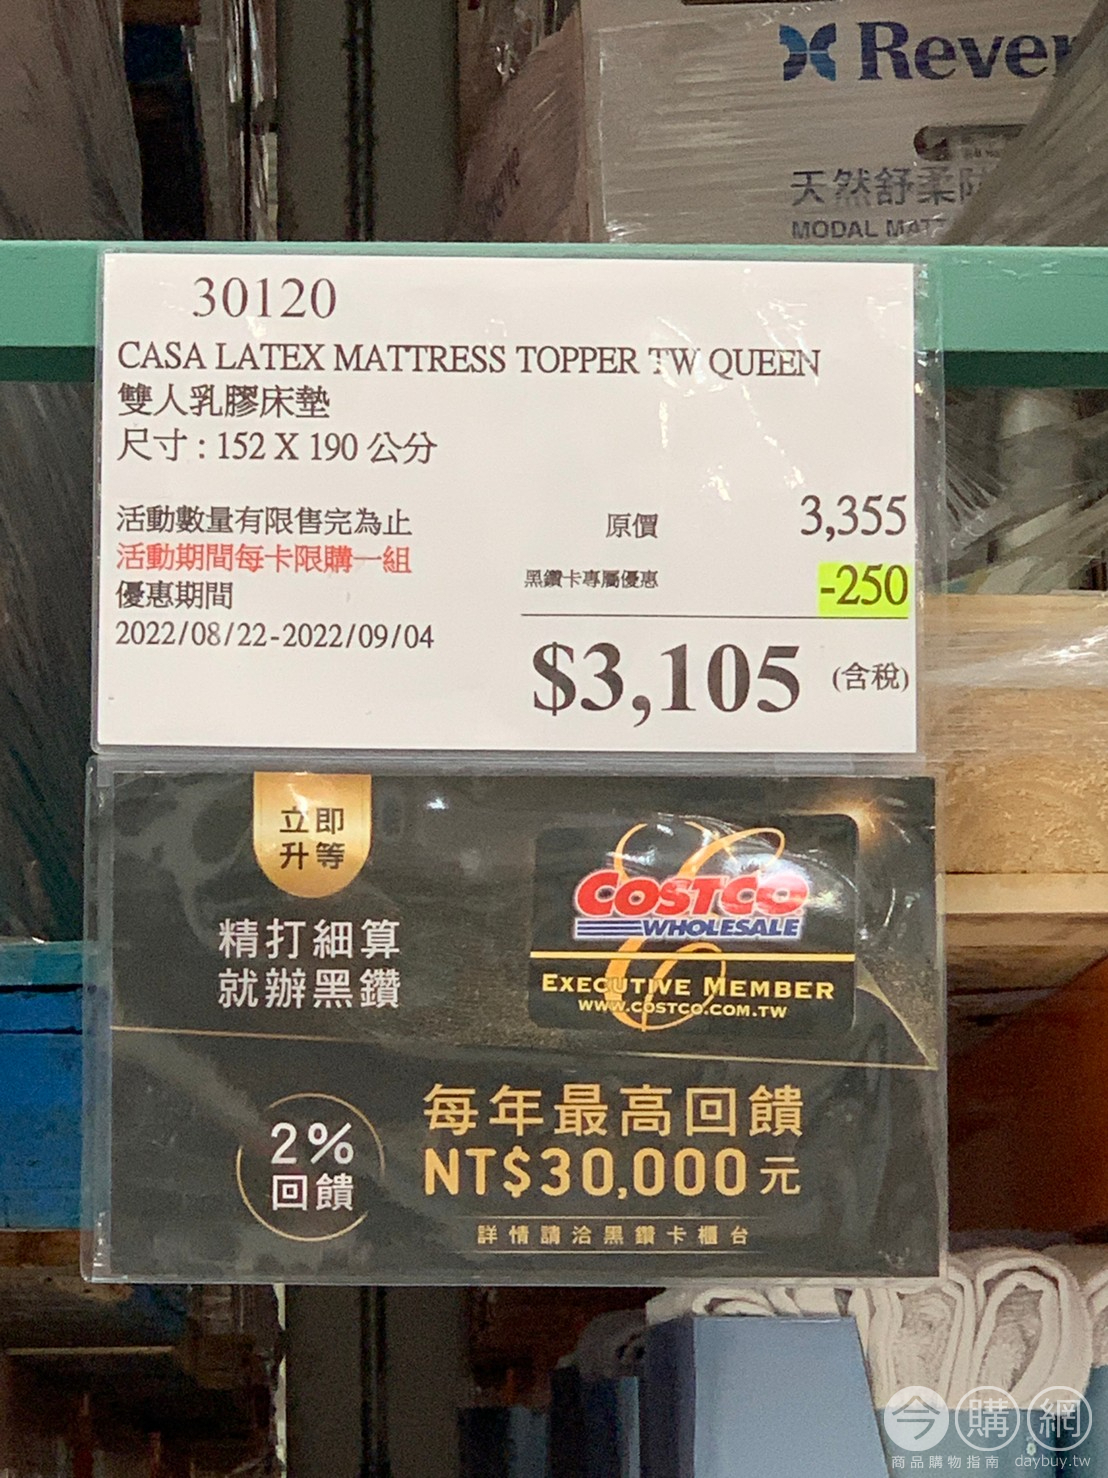 Rever
天然舒柔
MODAL MATT
30120
CASA LATEX MATTRESS TOPPER TW QUEEN
雙人乳膠床墊
尺寸 : 152 X 190 公分
活動數量有限售完為止
原價 3,355
活動期間每卡限購一組
黑鑽卡專屬優惠 -250
優惠期間
2022/08/22-2022/09/04
$3,105 (含稅)
立即
升等
精打細算
就辦黑鑽
COSTCO
WHOLESALE
EXECUTIVE MEMBER
WWW.COSTCO.COM.TW
2%
回饋
每年最高回饋
NT$30,000元
詳情請洽黑鑽卡櫃台
今購網
商品購物指南 daybuy.tw